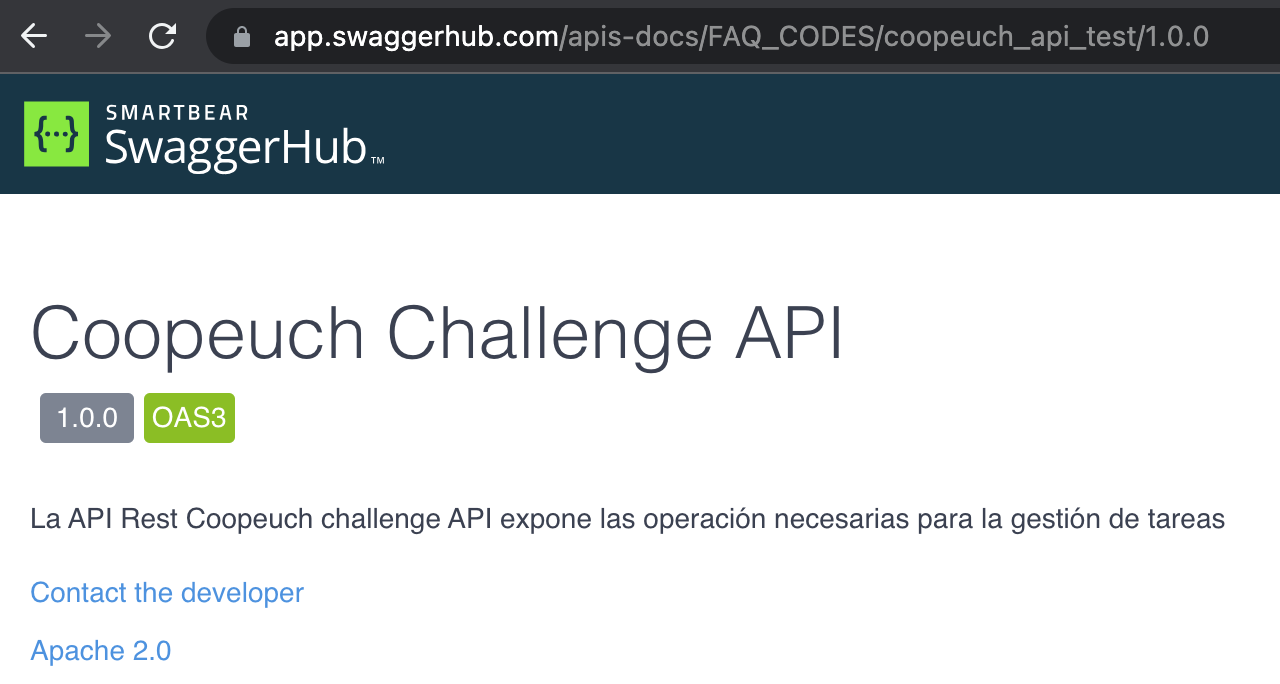 app.swaggerhub.com/apis-docs/FAQ_CODES/coopeuch_api_test/1.0.0
{···}
SMARTBEAR
SwaggerHub™
Coopeuch Challenge API
1.0.0 OAS3
La API Rest Coopeuch challenge API expone las operación necesarias para la gestión de tareas
Contact the developer
Apache 2.0